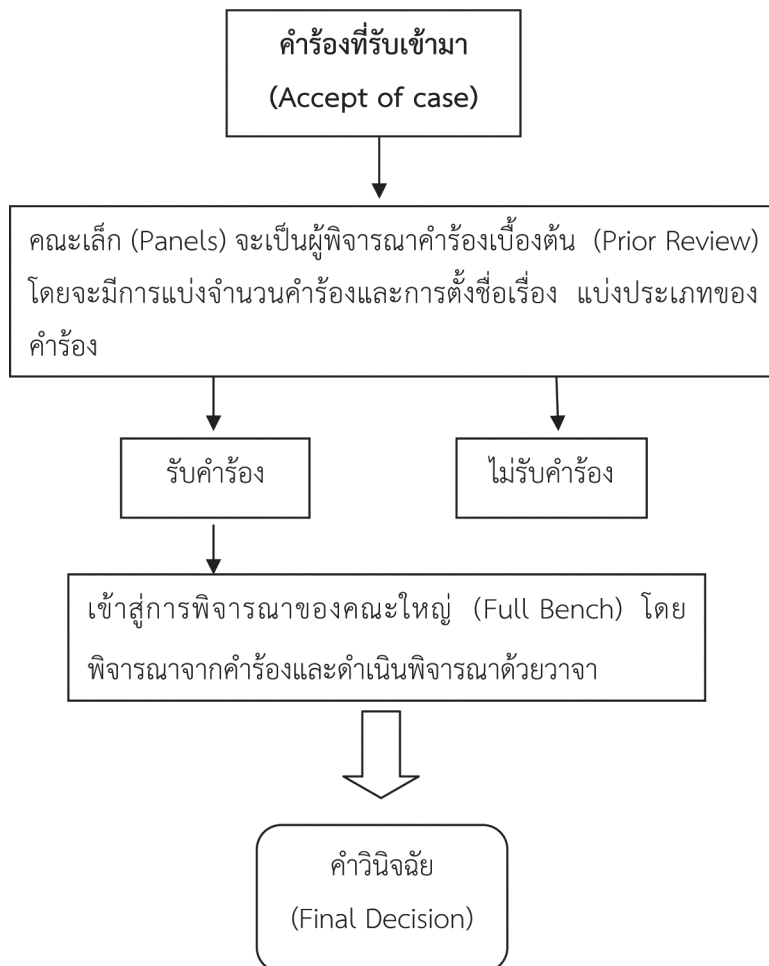 คำร้องที่รับเข้ามา
(Accept of case)
คณะเล็ก (Panels) จะเป็นผู้พิจารณาคำร้องเบื้องต้น (Prior Review)
โดยจะมีการแบ่งจำนวนคำร้องและการตั้งชื่อเรื่อง แบ่งประเภทของ
คำร้อง
รับคำร้อง
ไม่รับคำร้อง
เข้าสู่การพิจารณาของคณะใหญ่ (Full Bench) โดย
พิจารณาจากคำร้องและดำเนินพิจารณาด้วยวาจา
คำวินิจฉัย
(Final Decision)